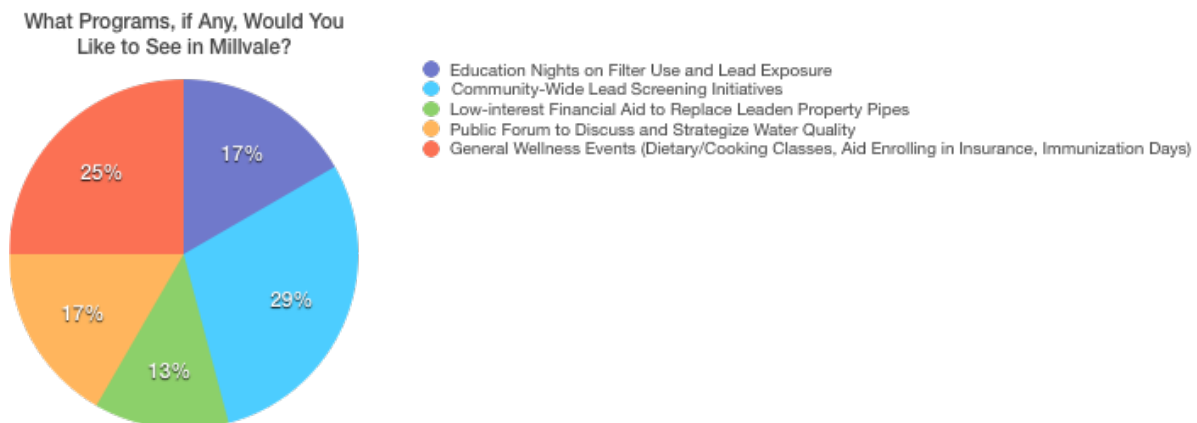 What Programs, if Any, Would You
Like to See in Millvale?
Education Nights on Filter Use and Lead Exposure
Community-Wide Lead Screening Initiatives
Low-interest Financial Aid to Replace Leaden Property Pipes
Public Forum to Discuss and Strategize Water Quality
General Wellness Events (Dietary/Cooking Classes, Aid Enrolling in Insurance, Immunization Days)
17%
25%
29%
17%
13%